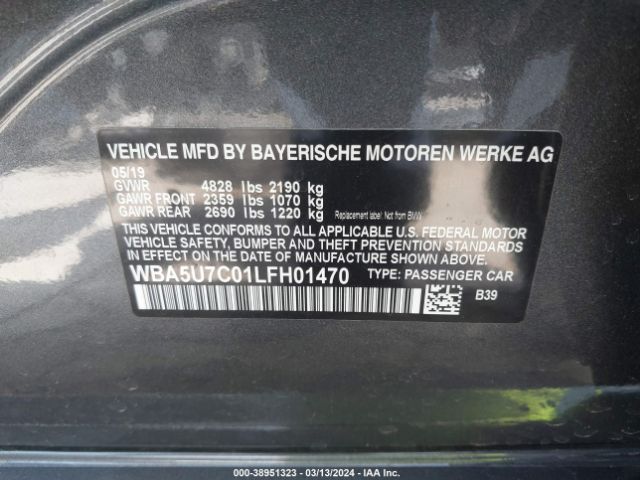 VEHICLE MFD BY BAYERISCHE MOTOREN WERKE AG
05/19
GVWR 4828 lbs 2190 kg
GAWR FRONT 2359 lbs 1070 kg
GAWR REAR 2690 lbs 1220 kg Replacement label. Not from BMW
THIS VEHICLE CONFORMS TO ALL APPLICABLE U.S. FEDERAL MOTOR
VEHICLE SAFETY, BUMPER AND THEFT PREVENTION STANDARDS
IN EFFECT ON THE DATE OF MANUFACTURE SHOWN ABOVE.
WBA5U7C01LFH01470 TYPE: PASSENGER CAR
B39
000-38951323 - 03/13/2024 - IAA Inc.